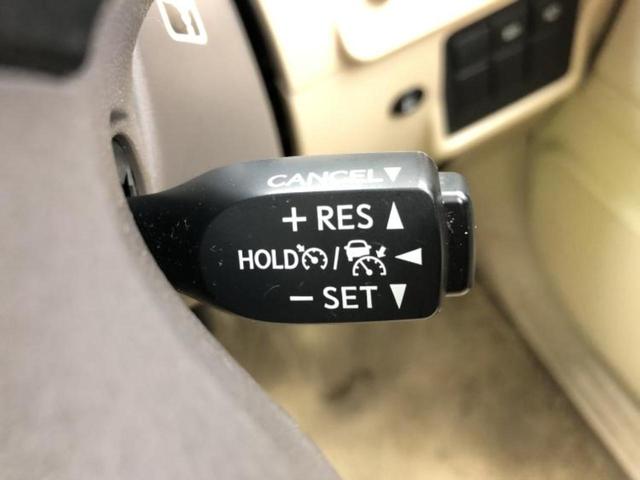 CANCEL▼
+ RES ▲
HOLD / ◀
− SET ▼